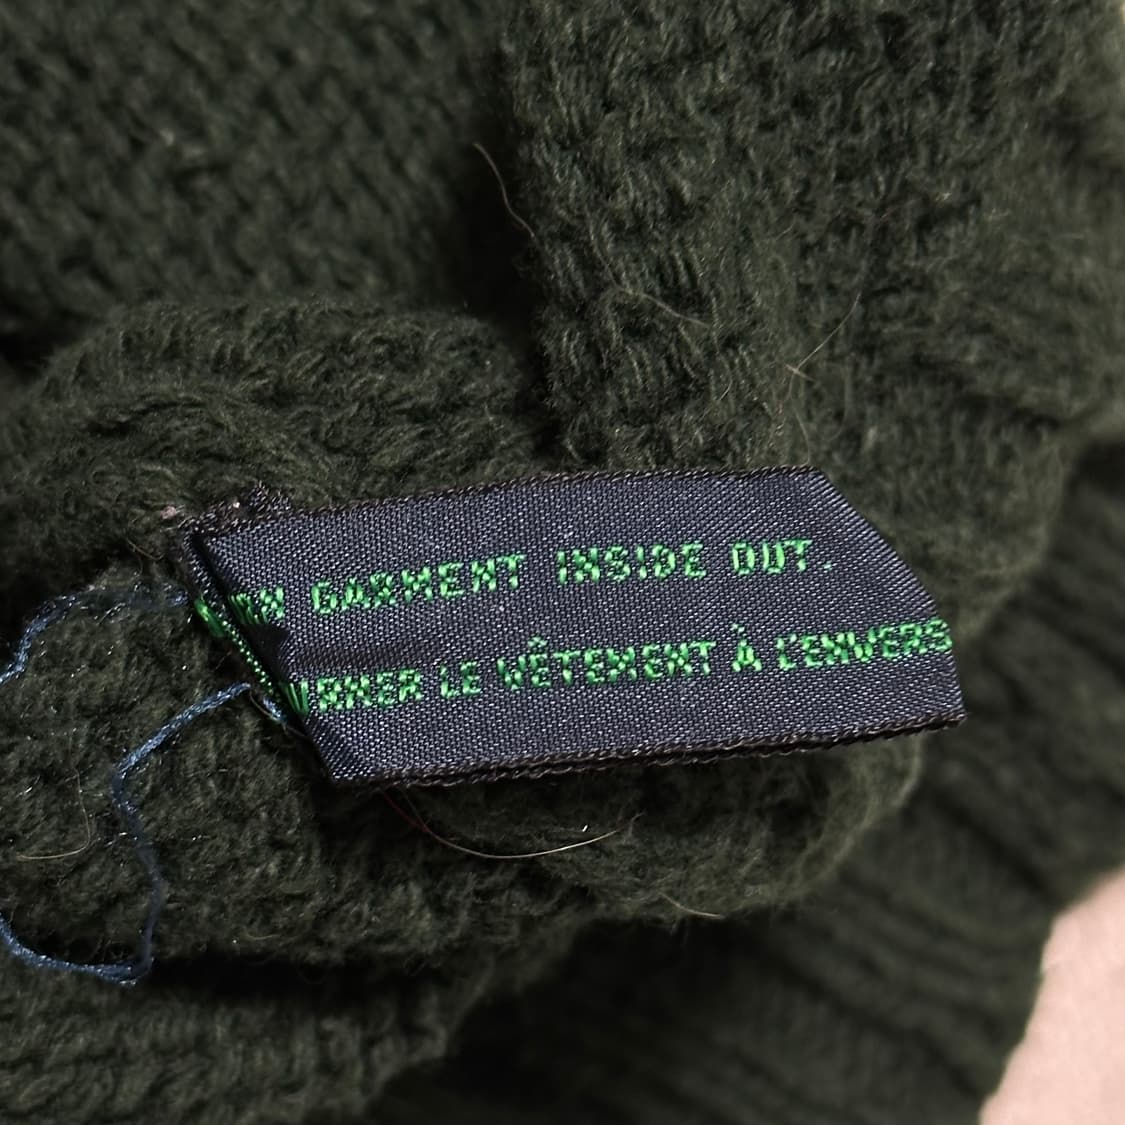 GARMENT INSIDE OUT.
LE VÊTEMENT À L'ENVERS